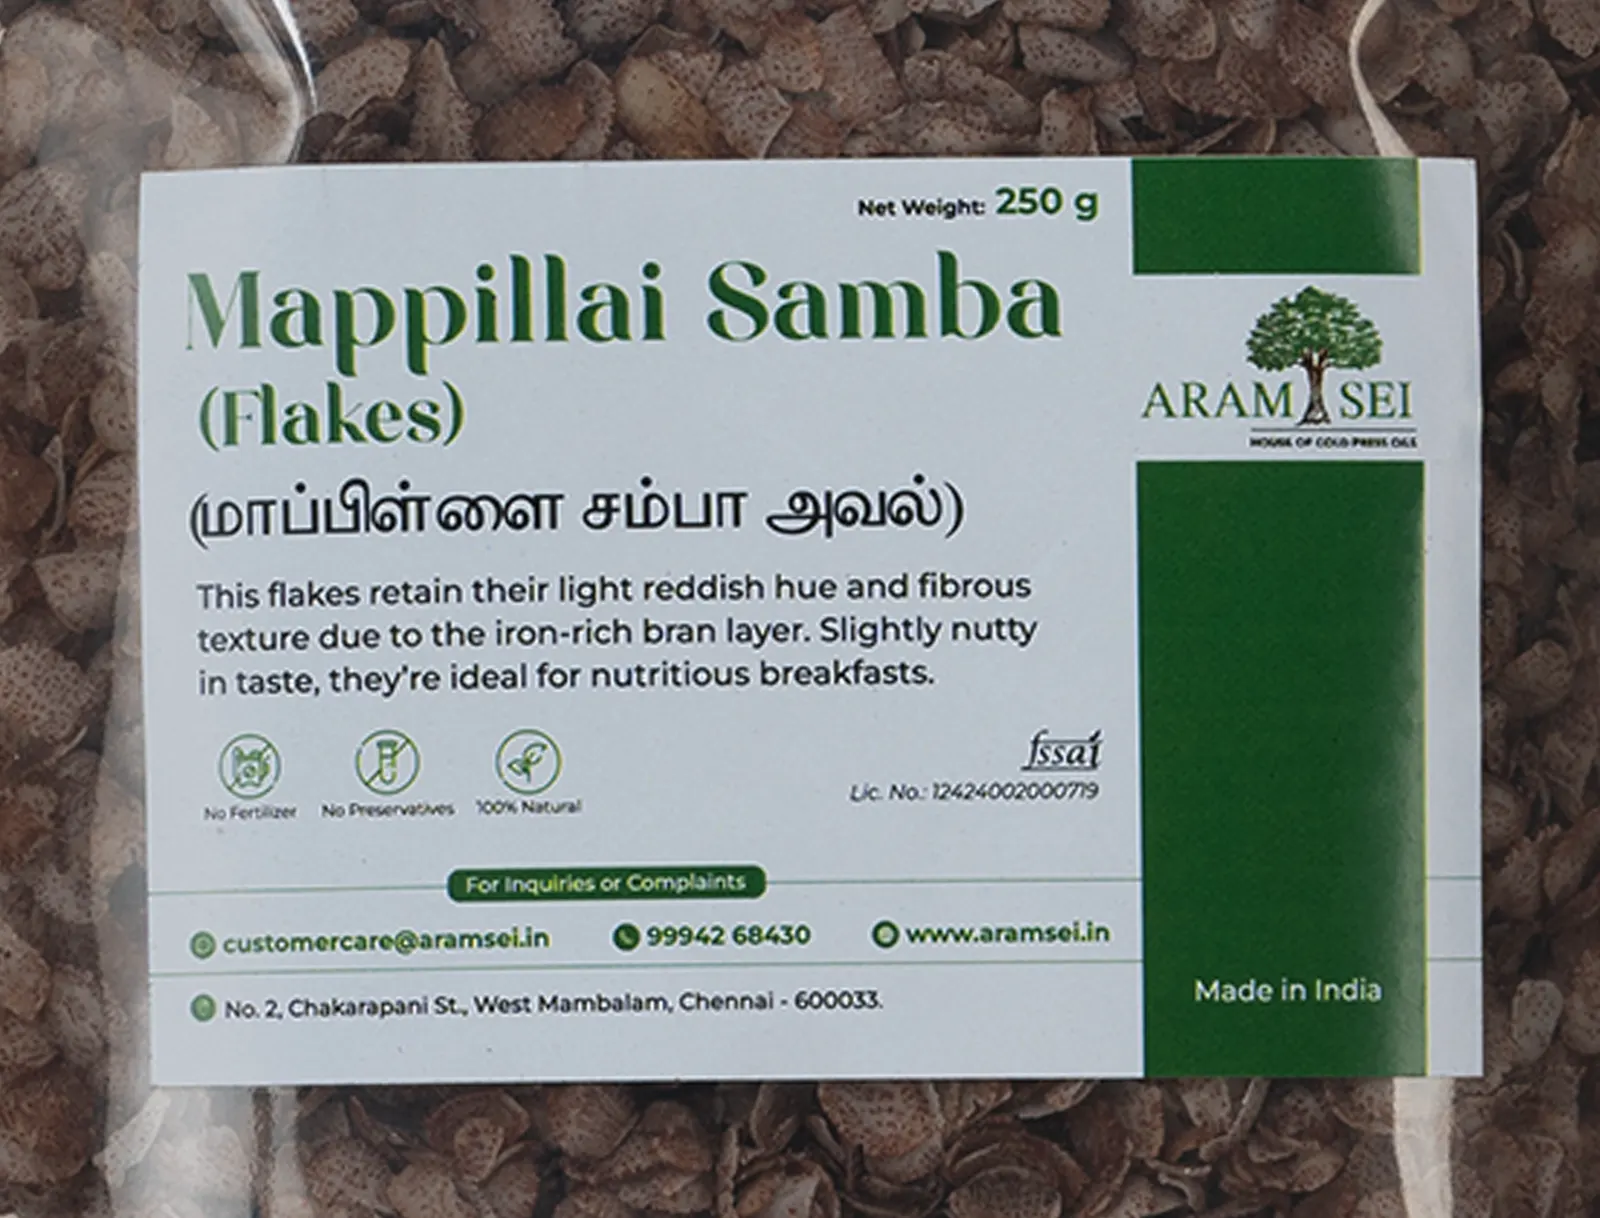 Net Weight: 250 g
Mappillai Samba
(Flakes)
(மாப்பிள்ளை சம்பா அவல்)
This flakes retain their light reddish hue and fibrous
texture due to the iron-rich bran layer. Slightly nutty
in taste, they're ideal for nutritious breakfasts.
No Fertilizer
No Preservatives
100% Natural
fssai
Lic. No.: 12424002000719
For Inquiries or Complaints
customercare@aramsei.in
99942 68430
www.aramsei.in
No. 2, Chakarapani St., West Mambalam, Chennai - 600033.
ARAM SEI
HOUSE OF COLD PRESS OILS
Made in India